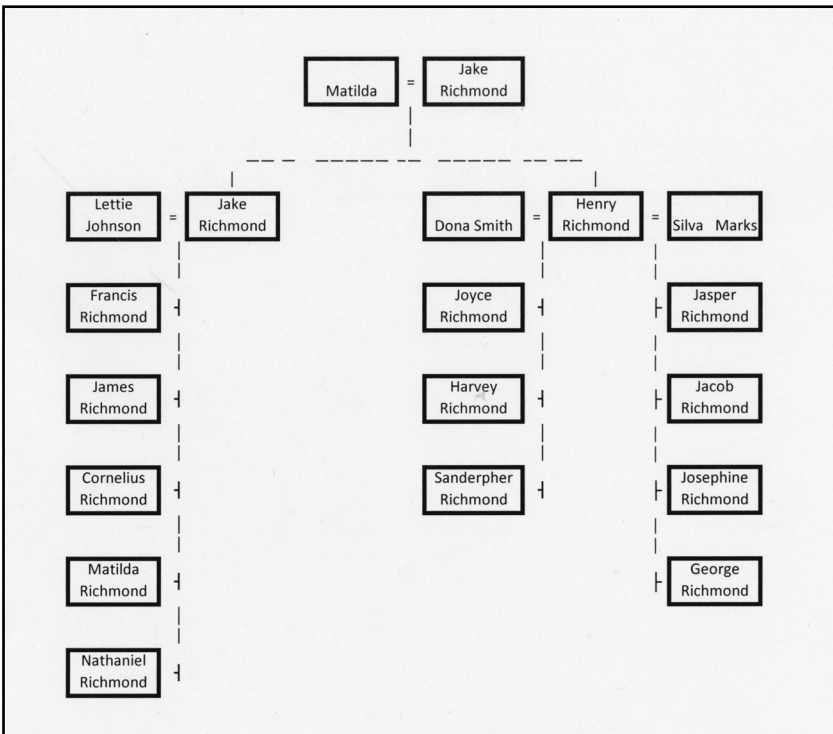 Matilda
=
Jake
Richmond
Lettie
Johnson
=
Jake
Richmond
Dona Smith
=
Henry
Richmond
=
Silva Marks
Francis
Richmond
Joyce
Richmond
Jasper
Richmond
James
Richmond
Harvey
Richmond
Jacob
Richmond
Cornelius
Richmond
Sanderpher
Richmond
Josephine
Richmond
Matilda
Richmond
George
Richmond
Nathaniel
Richmond